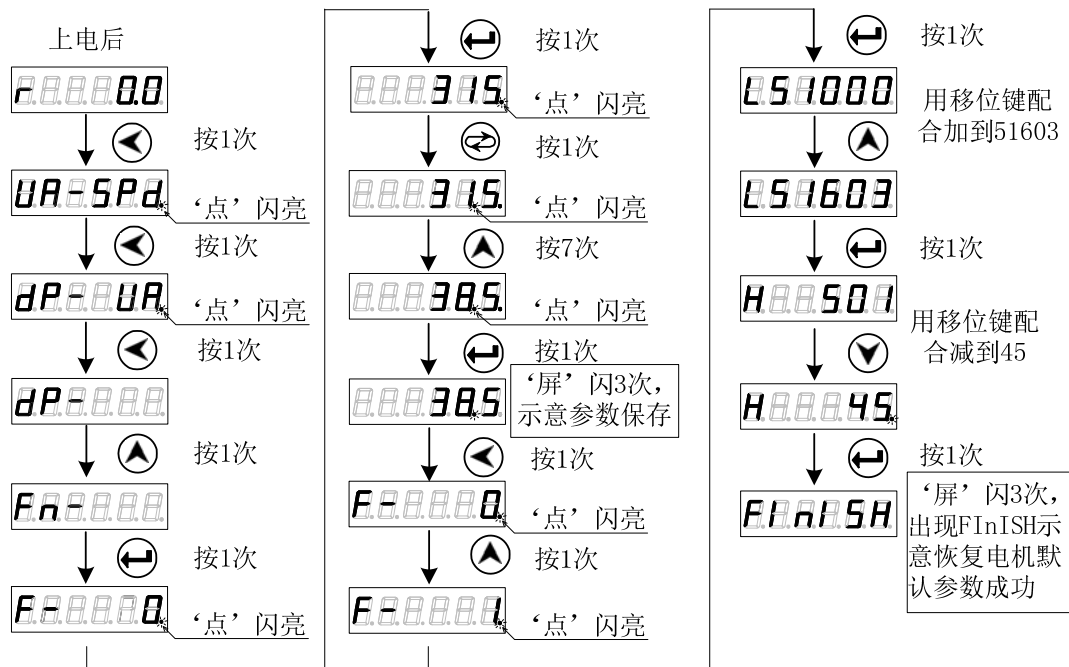 上电后
r 0.0
按1次
UA-SPd.
‘点’闪亮
按1次
dP- UA.
‘点’闪亮
按1次
dP-
按1次
Fn-
按1次
F- 0.
‘点’闪亮
按1次
315.
‘点’闪亮
按1次
31.5.
‘点’闪亮
按7次
38.5.
‘点’闪亮
按1次
‘屏’闪3次，
示意参数保存
38.5
按1次
F- 0.
‘点’闪亮
按1次
F- 1.
‘点’闪亮
按1次
LS1000
用移位键配
合加到51603
LS1603
按1次
H 501
用移位键配
合减到45
H 45.
按1次
FInISH
‘屏’闪3次，
出现FInISH示
意恢复电机默
认参数成功